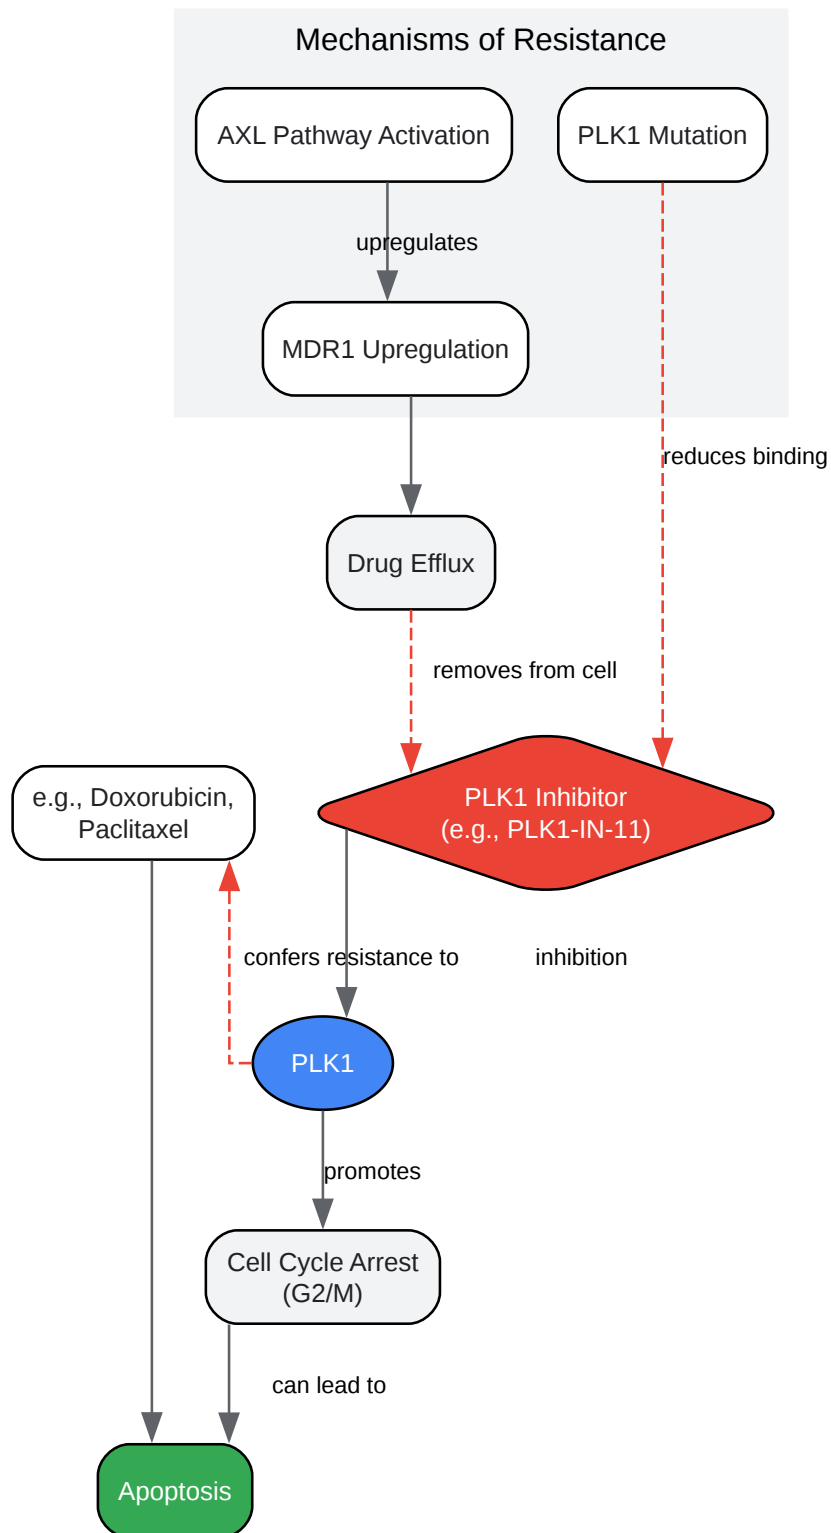 Mechanisms of Resistance
AXL Pathway Activation
PLK1 Mutation
upregulates
MDR1 Upregulation
reduces binding
Drug Efflux
removes from cell
e.g., Doxorubicin,
Paclitaxel
PLK1 Inhibitor
(e.g., PLK1-IN-11)
confers resistance to
inhibition
PLK1
promotes
Cell Cycle Arrest
(G2/M)
can lead to
Apoptosis